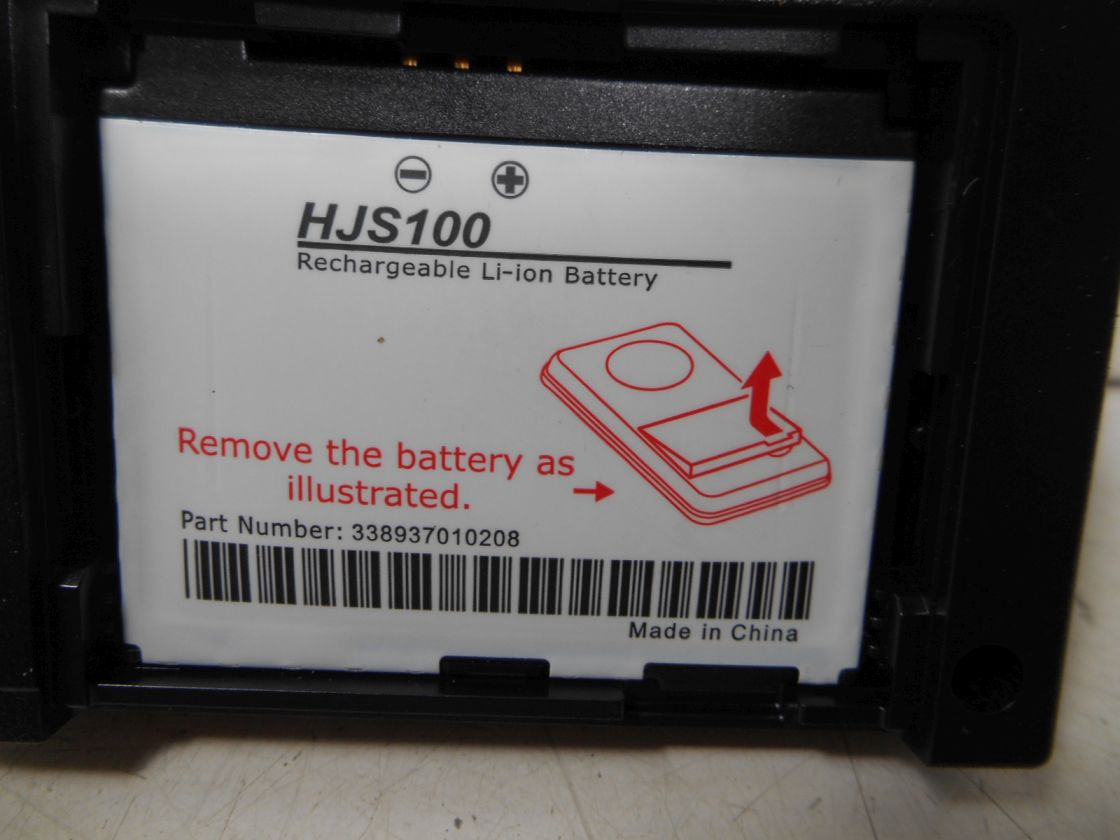 HJS100
Rechargeable Li-ion Battery
Remove the battery as
illustrated.
Part Number: 338937010208
Made in China